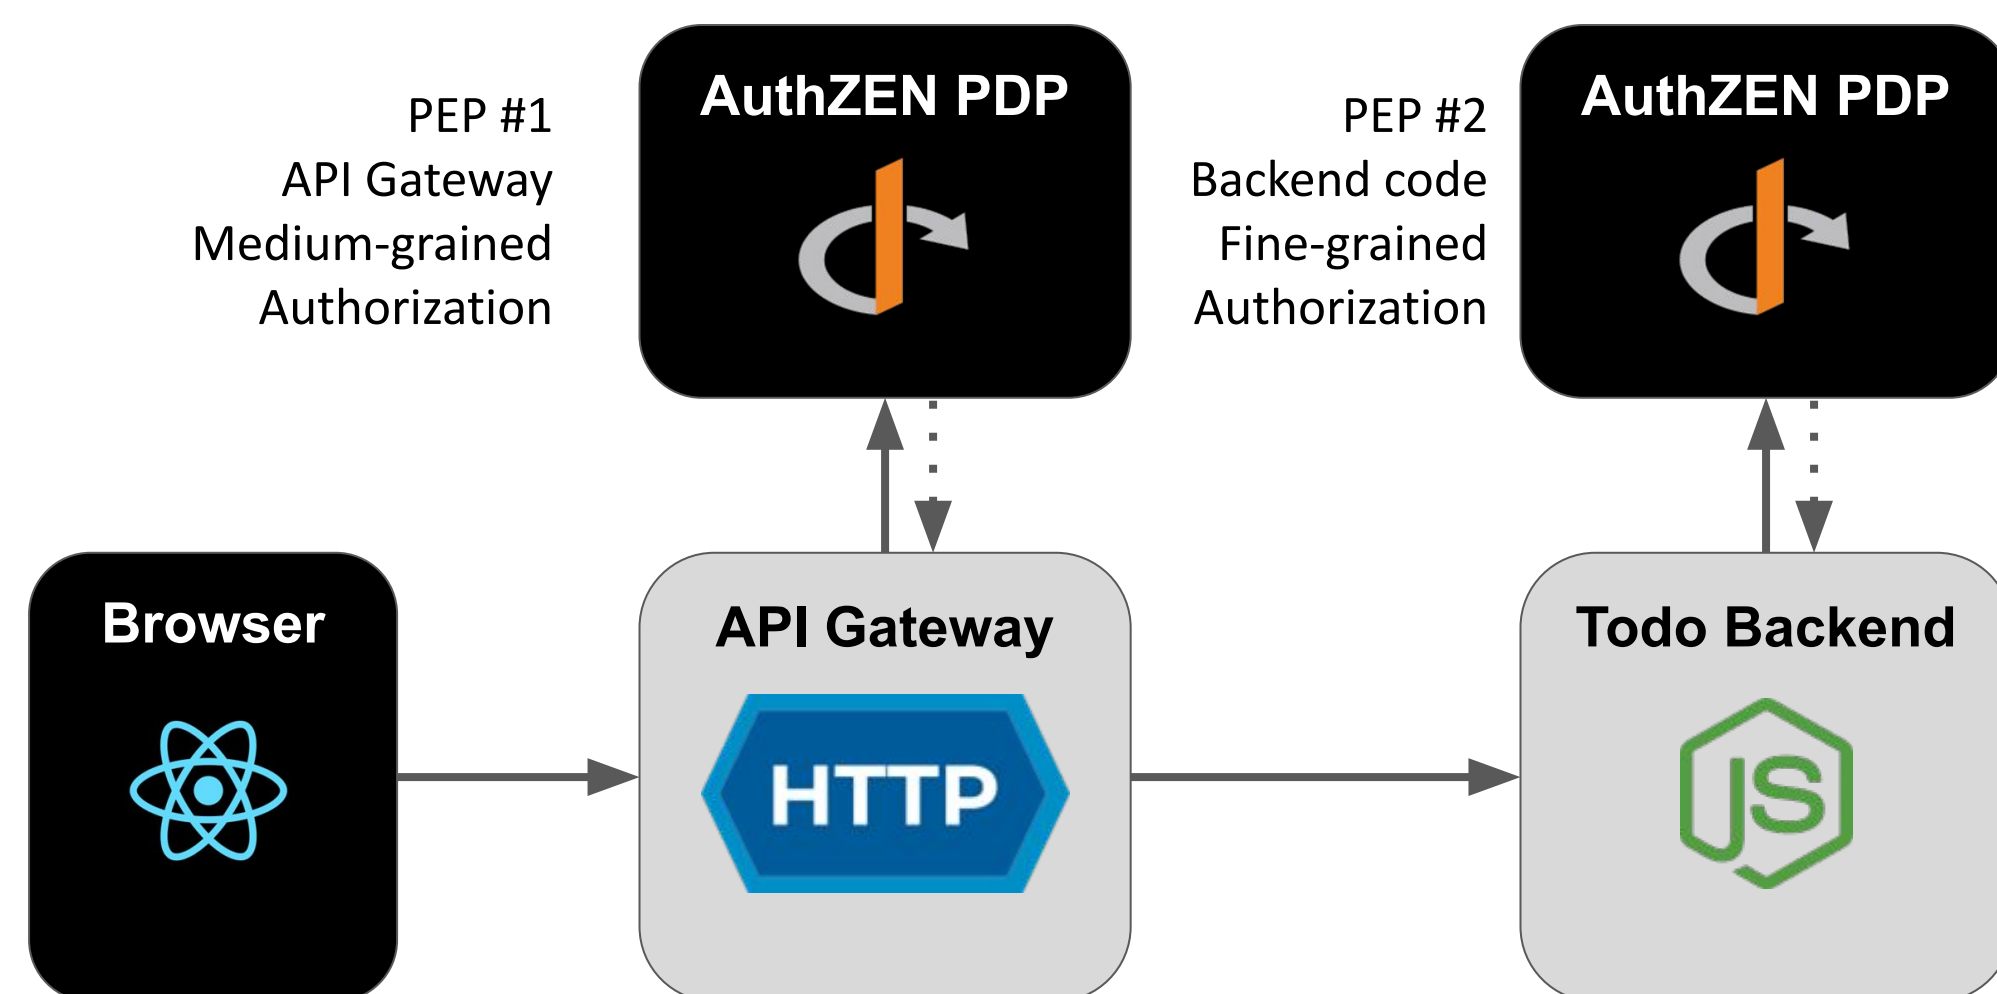 PEP #1
API Gateway
Medium-grained
Authorization
AuthZEN PDP
PEP #2
Backend code
Fine-grained
Authorization
AuthZEN PDP
Browser
API Gateway
HTTP
Todo Backend
JS